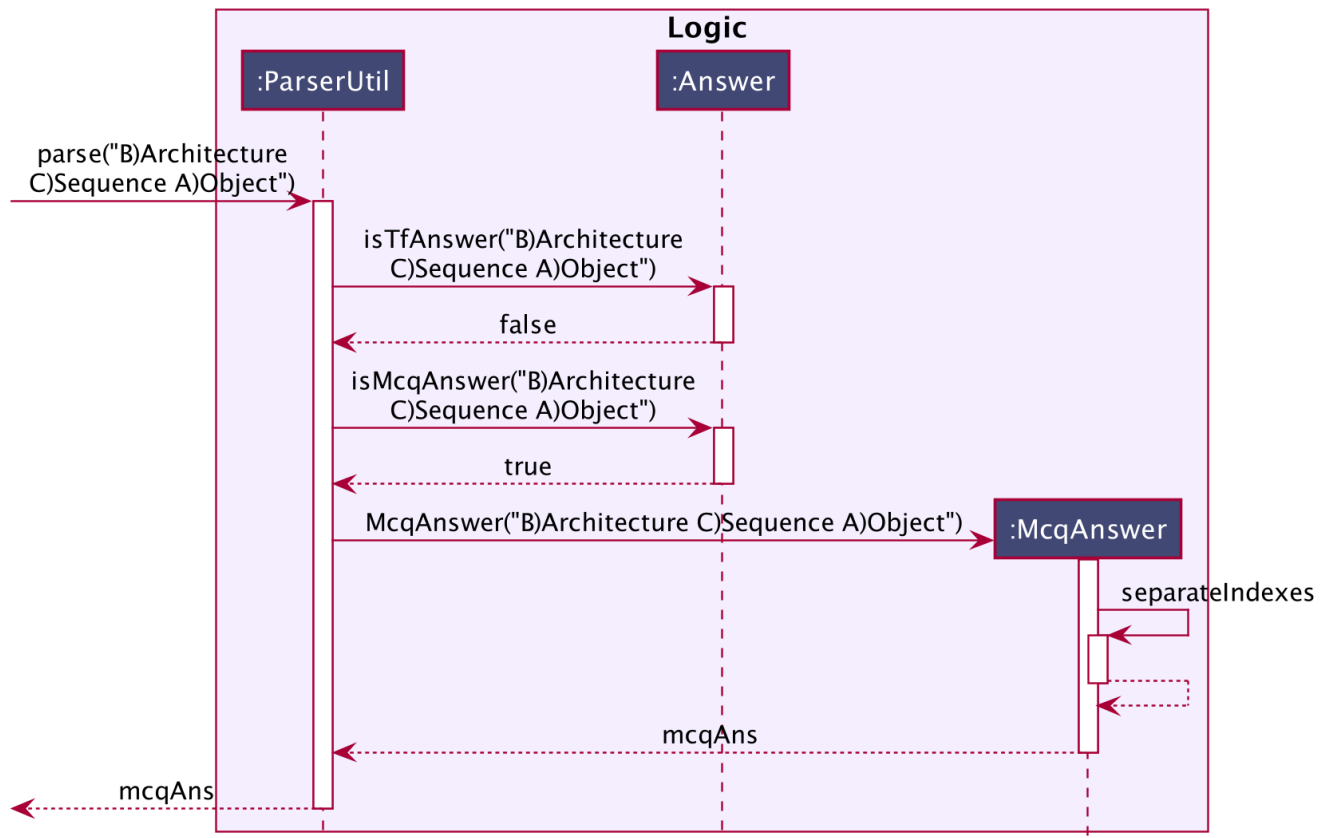 Logic
:ParserUtil
:Answer
parse("B)Architecture
C)Sequence A)Object")
isTfAnswer("B)Architecture
C)Sequence A)Object")
false
isMcqAnswer("B)Architecture
C)Sequence A)Object")
true
McqAnswer("B)Architecture C)Sequence A)Object")
:McqAnswer
separateIndexes
mcqAns
mcqAns